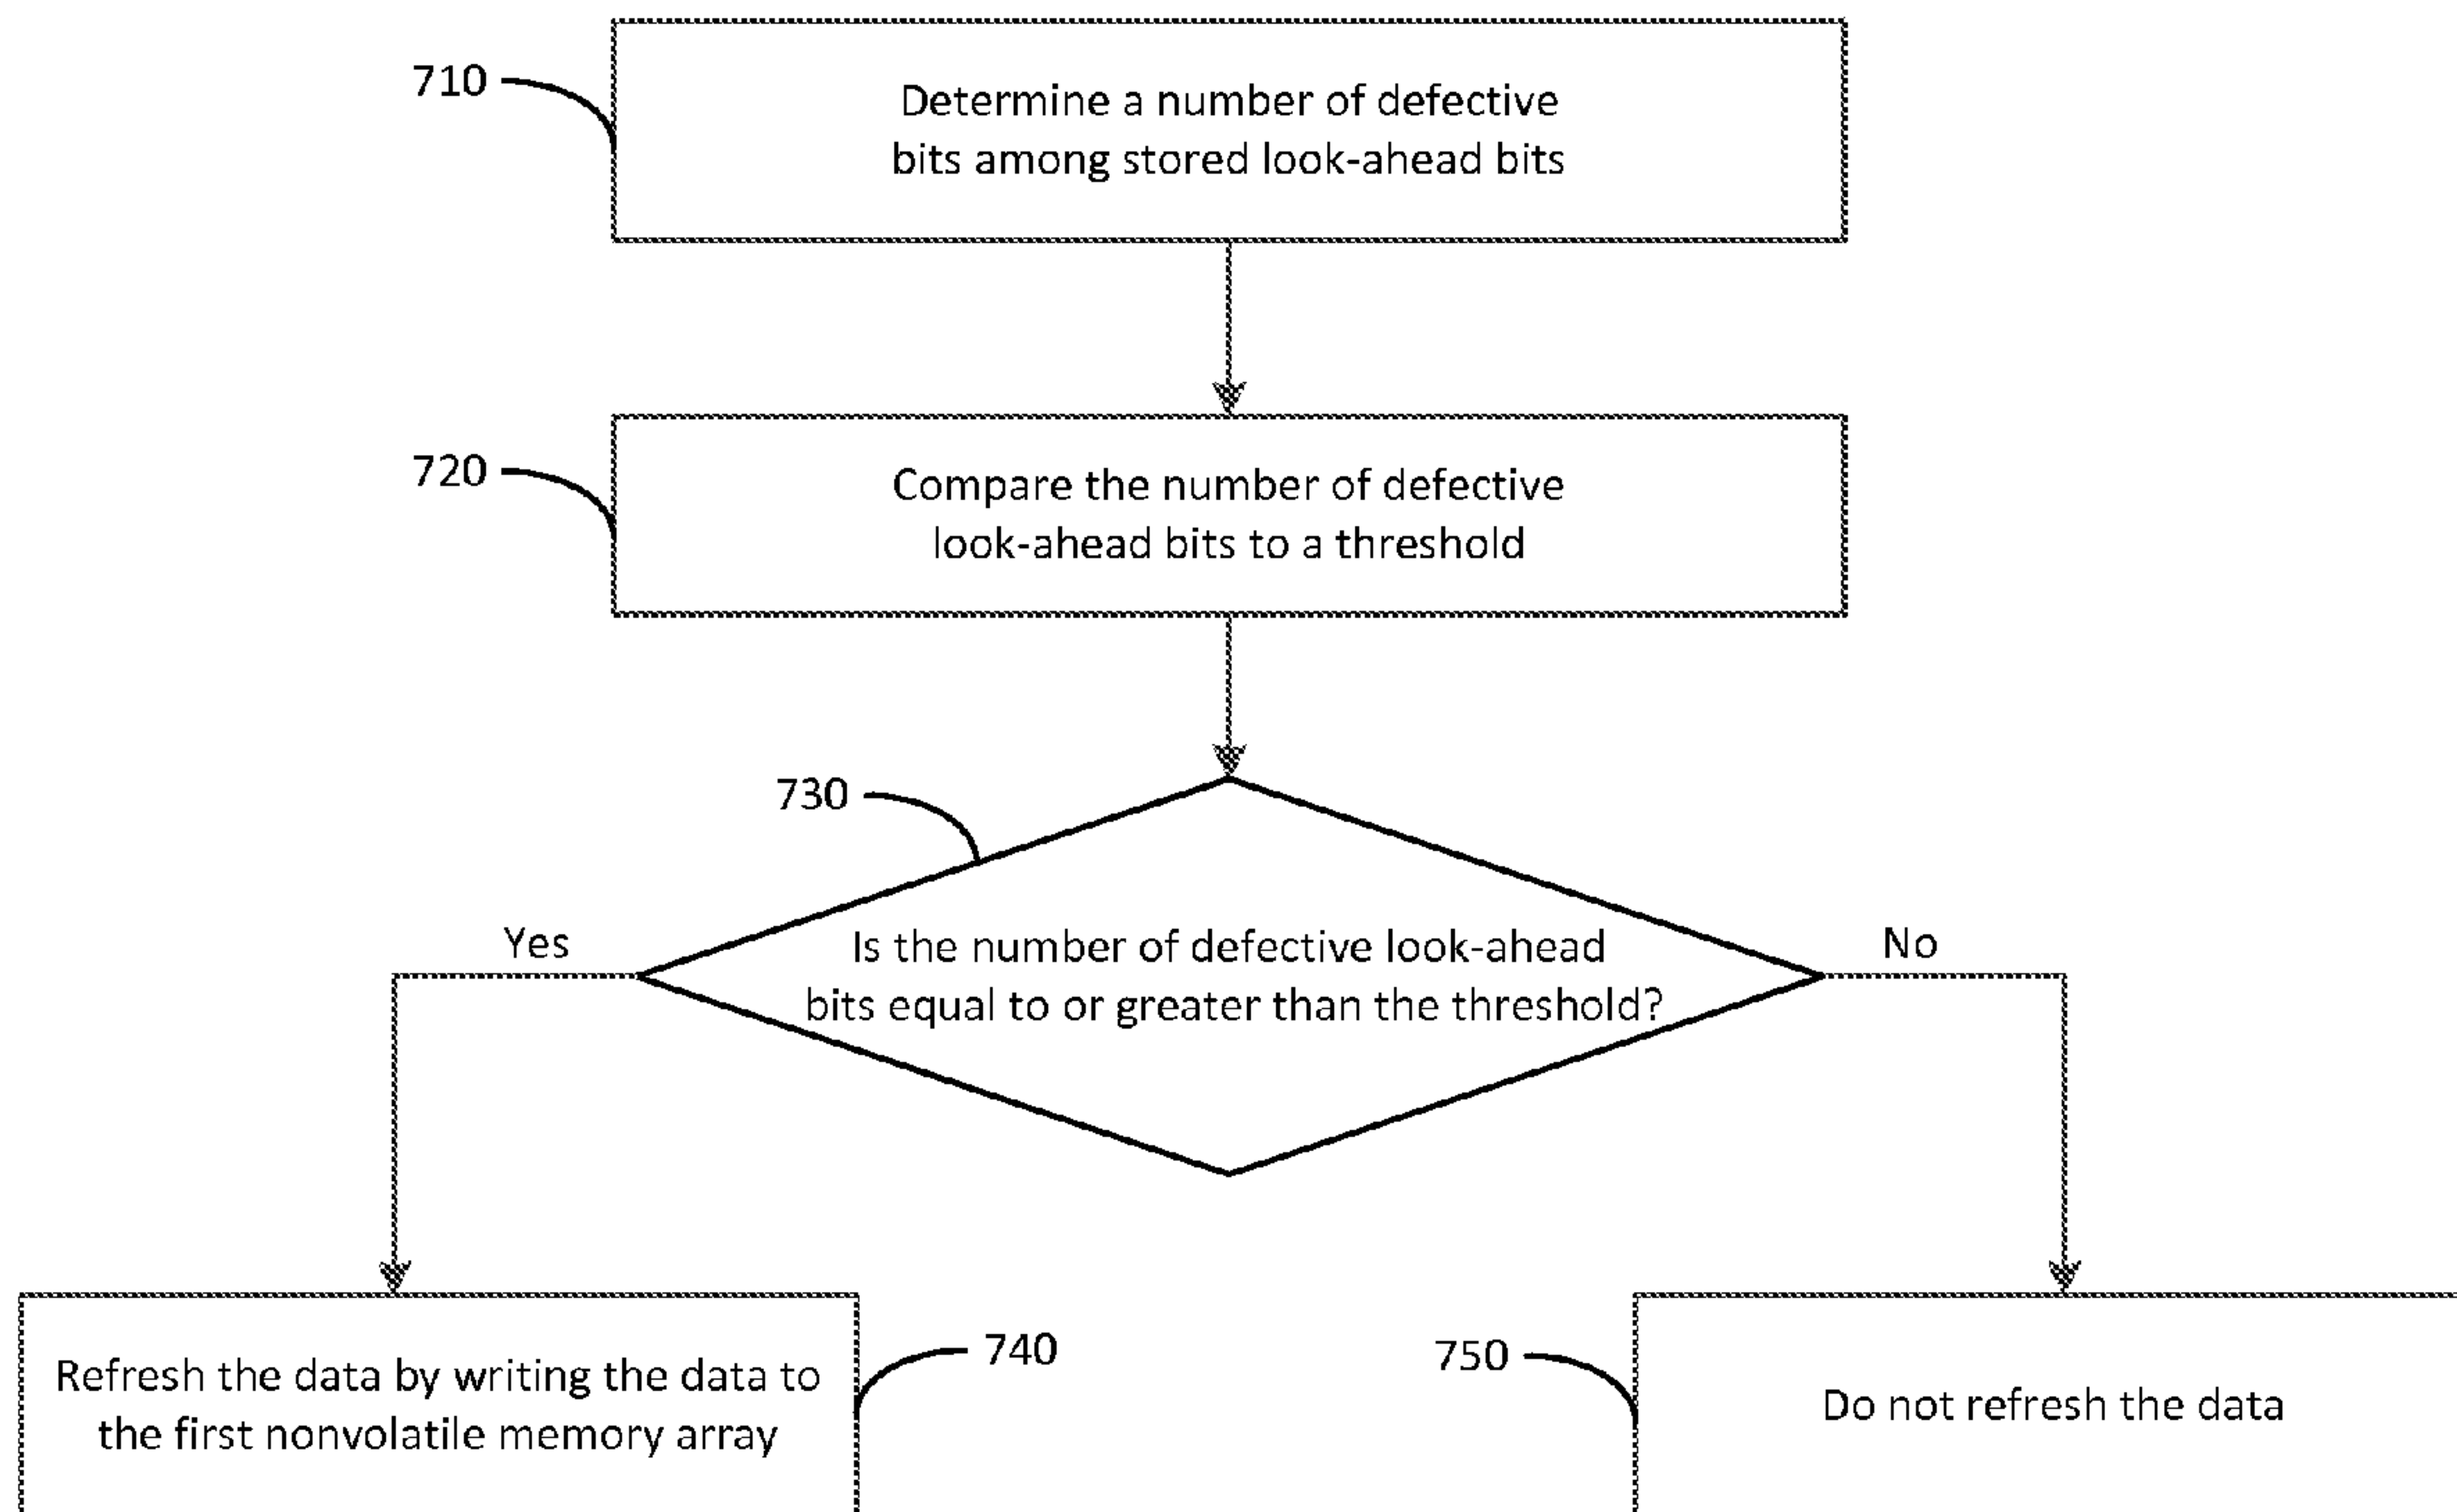 710
Determine a number of defective
bits among stored look-ahead bits
720
Compare the number of defective
look-ahead bits to a threshold
730
Yes
Is the number of defective look-ahead
bits equal to or greater than the threshold?
No
Refresh the data by writing the data to
the first nonvolatile memory array
740
750
Do not refresh the data